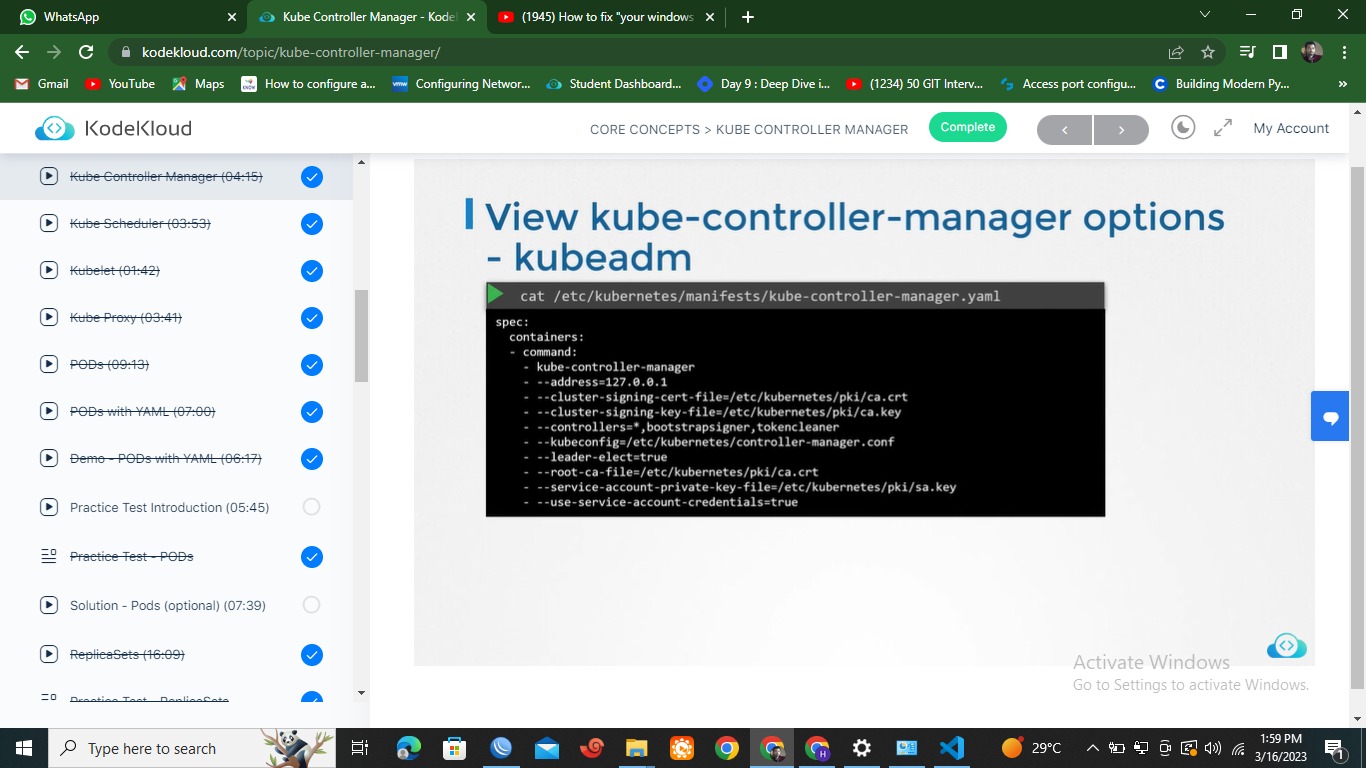 WhatsApp
Kube Controller Manager - Kodel
(1945) How to fix "your windows
kodekloud.com/topic/kube-controller-manager/
Gmail
YouTube
Maps
How to configure a...
Configuring Networ...
Student Dashboard...
Day 9 : Deep Dive i...
(1234) 50 GIT Interv...
Access port configu...
Building Modern Py...
»
KodeKloud
CORE CONCEPTS > KUBE CONTROLLER MANAGER
Complete
My Account
Kube Controller Manager (04:15)
Kube Scheduler (03:53)
Kubelet (01:42)
Kube Proxy (03:41)
PODs (09:13)
PODs with YAML (07:00)
Demo - PODs with YAML (06:17)
Practice Test Introduction (05:45)
Practice Test - PODs
Solution - Pods (optional) (07:39)
ReplicaSets (16:09)
Practice Test - ReplicaSets
View kube-controller-manager options
- kubeadm
cat /etc/kubernetes/manifests/kube-controller-manager.yaml
spec:
containers:
- command:
- kube-controller-manager
- --address=127.0.0.1
- --cluster-signing-cert-file=/etc/kubernetes/pki/ca.crt
- --cluster-signing-key-file=/etc/kubernetes/pki/ca.key
- --controllers=*,bootstrapsigner,tokencleaner
- --kubeconfig=/etc/kubernetes/controller-manager.conf
- --leader-elect=true
- --root-ca-file=/etc/kubernetes/pki/ca.crt
- --service-account-private-key-file=/etc/kubernetes/pki/sa.key
- --use-service-account-credentials=true
Activate Windows
Go to Settings to activate Windows.
Type here to search
29°C
1:59 PM
3/16/2023
1